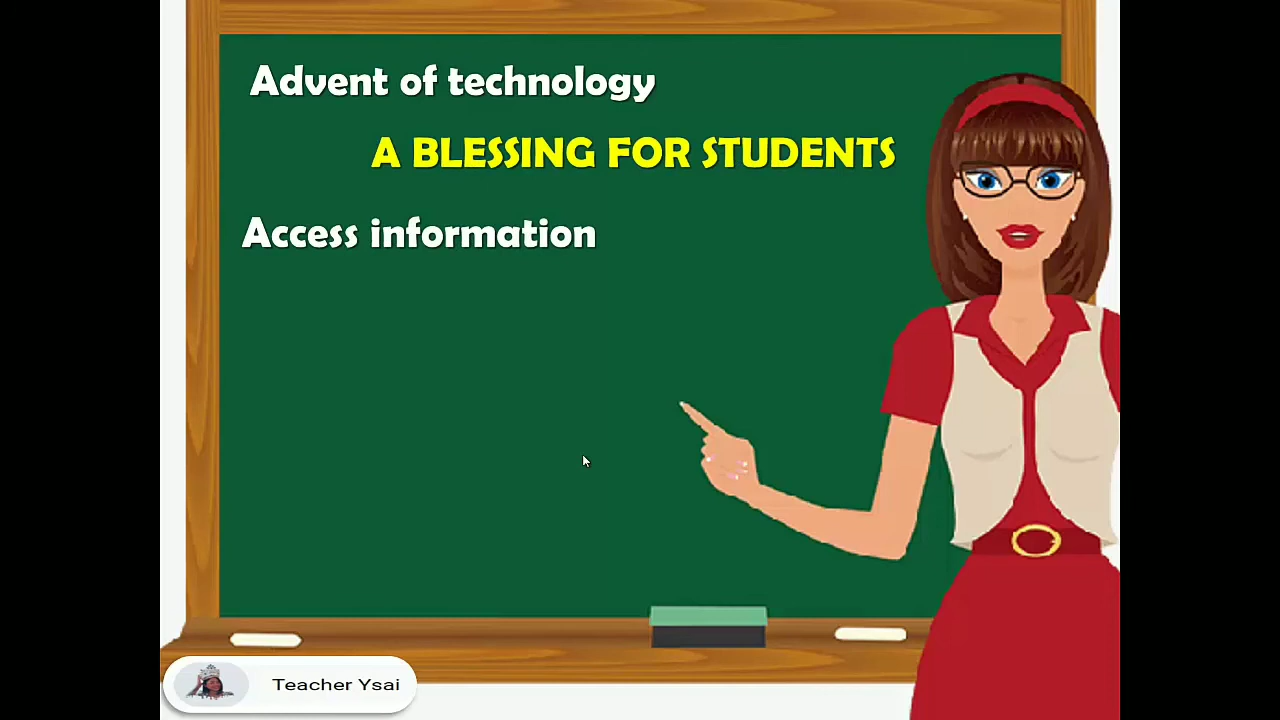 Advent of technology
A BLESSING FOR STUDENTS
Access information
Teacher Ysai